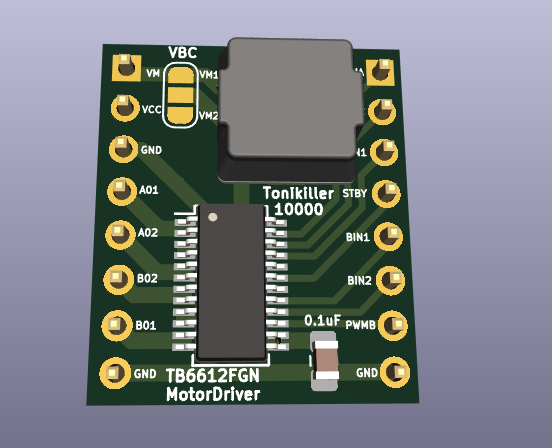 VBC
VM
VM1
VCC
VM2
GND
N1
A01
STBY
Tonikiller
10000
A02
BIN1
B02
BIN2
0.1uF
B01
PWMB
GND
GND
TB6612FGN
MotorDriver